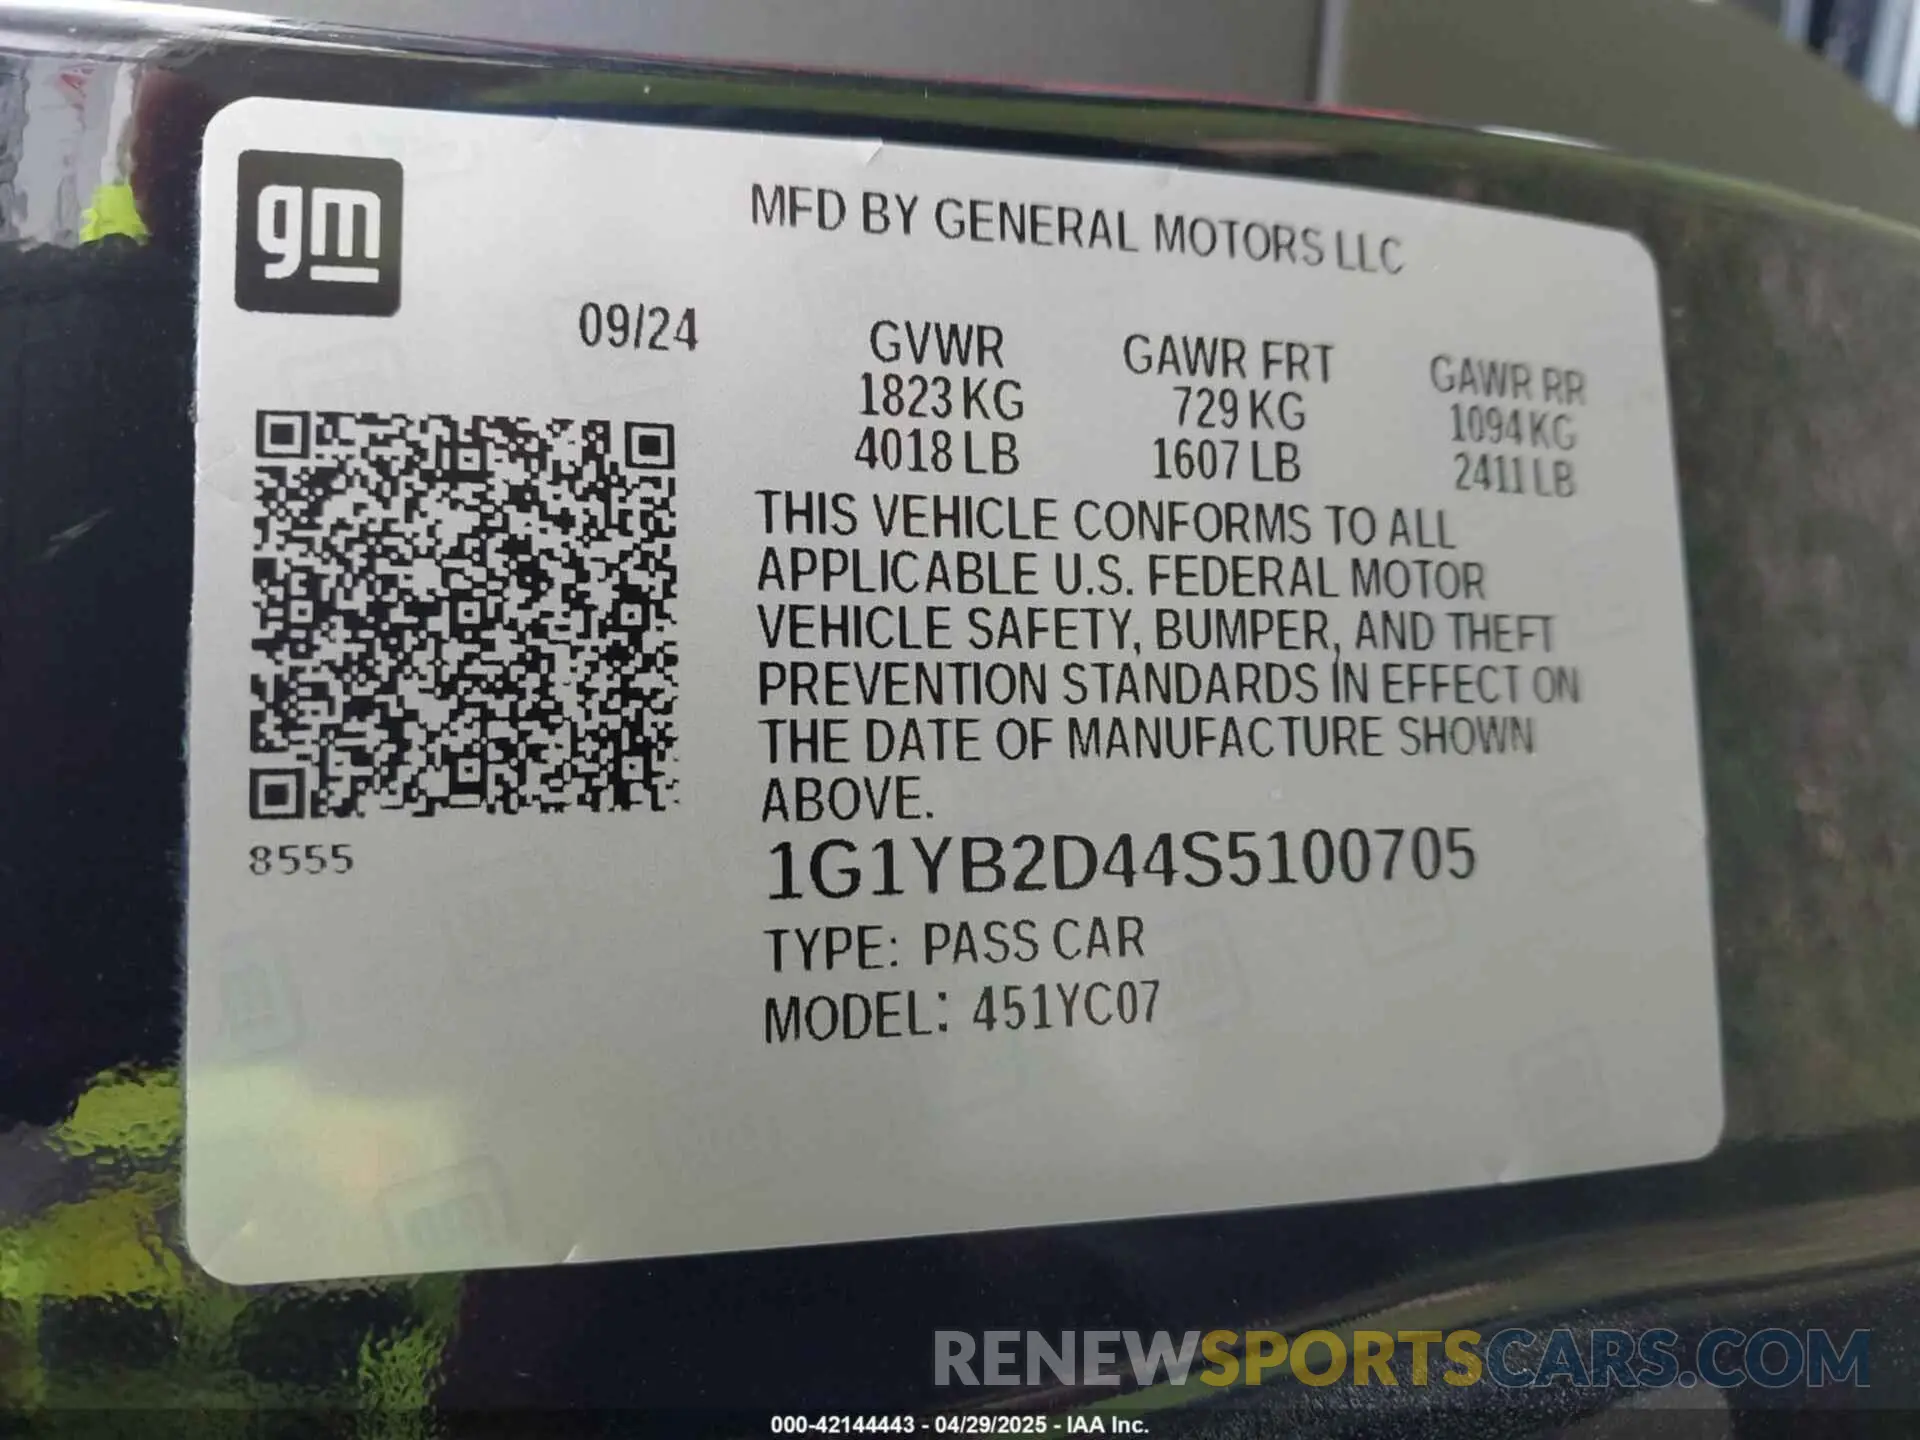 gm
MFD BY GENERAL MOTORS LLC
09/24
GVWR GAWR FRT GAWR RR
1823 KG 729 KG 1094 KG
4018 LB 1607 LB 2411 LB
THIS VEHICLE CONFORMS TO ALL
APPLICABLE U.S. FEDERAL MOTOR
VEHICLE SAFETY, BUMPER, AND THEFT
PREVENTION STANDARDS IN EFFECT ON
THE DATE OF MANUFACTURE SHOWN
ABOVE.
8555
1G1YB2D44S5100705
TYPE: PASS CAR
MODEL: 451YC07
RENEWSPORTSCARS.COM
000-42144443 - 04/29/2025 - IAA Inc.